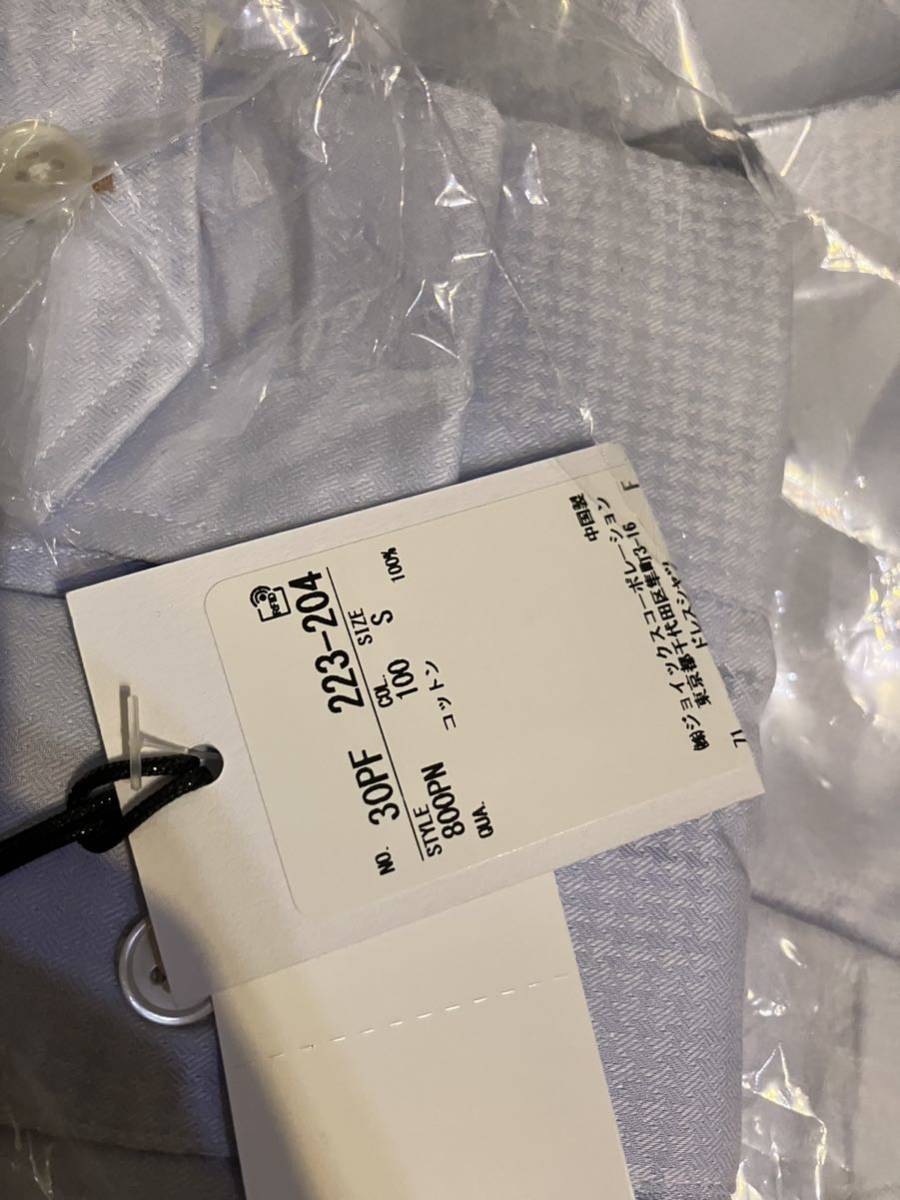 RFID
NO. 30PF 223-204
STYLE COL. SIZE
800PN 100 S
QUA. コットン 100%
中国製
㈱ジョイックスコーポレーション
東京都千代田区隼町3-16
ドレスシャツ
71 F